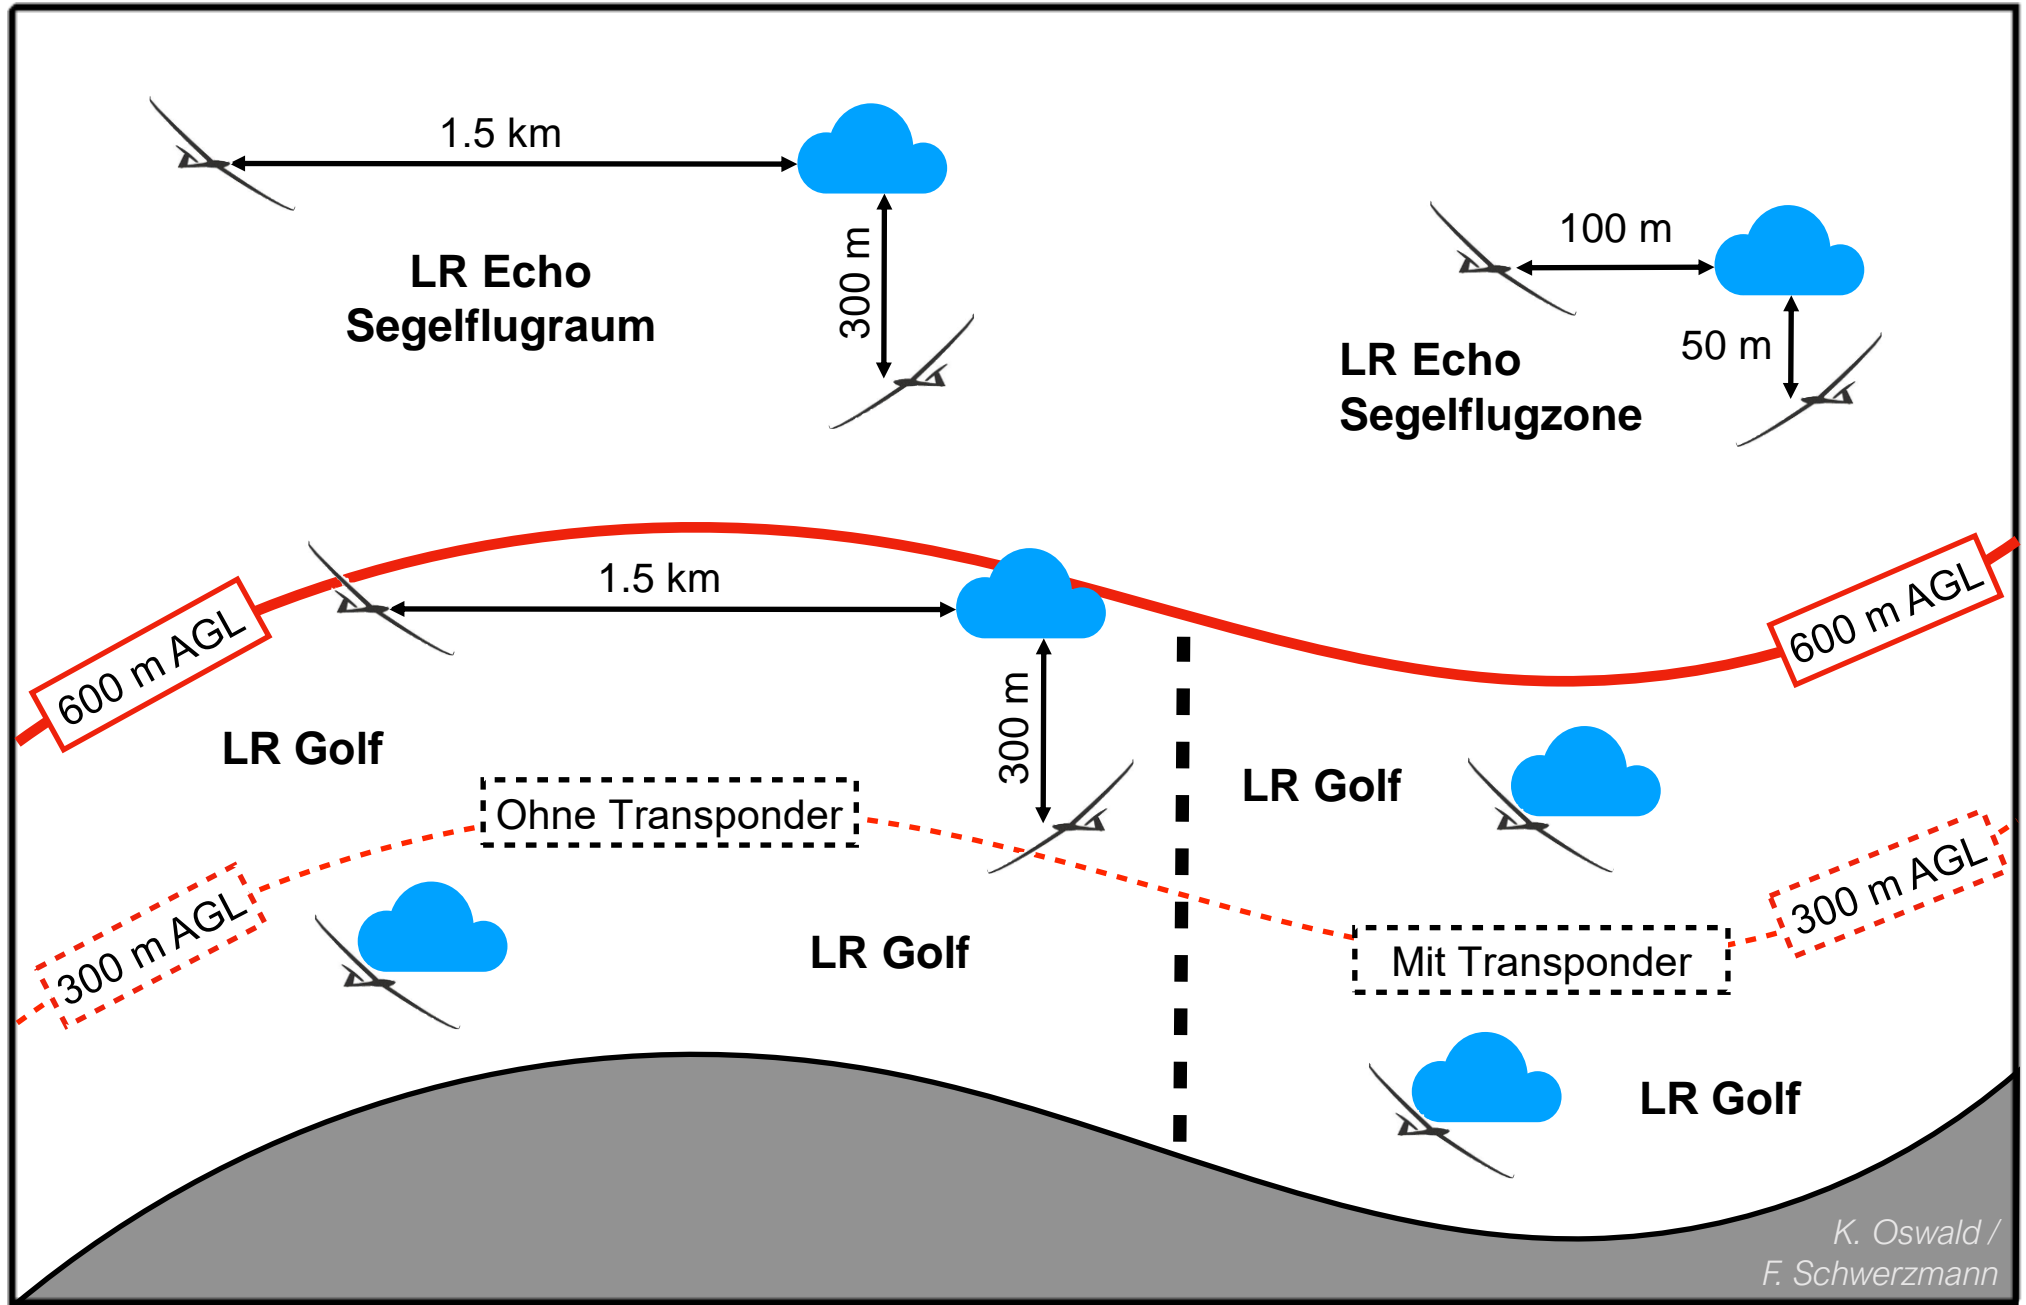 1.5 km
300 m
LR Echo
Segelflugraum
100 m
50 m
LR Echo
Segelflugzone
600 m AGL
1.5 km
300 m
600 m AGL
LR Golf
LR Golf
Ohne Transponder
300 m AGL
300 m AGL
LR Golf
Mit Transponder
LR Golf
K. Oswald /
F. Schwerzmann